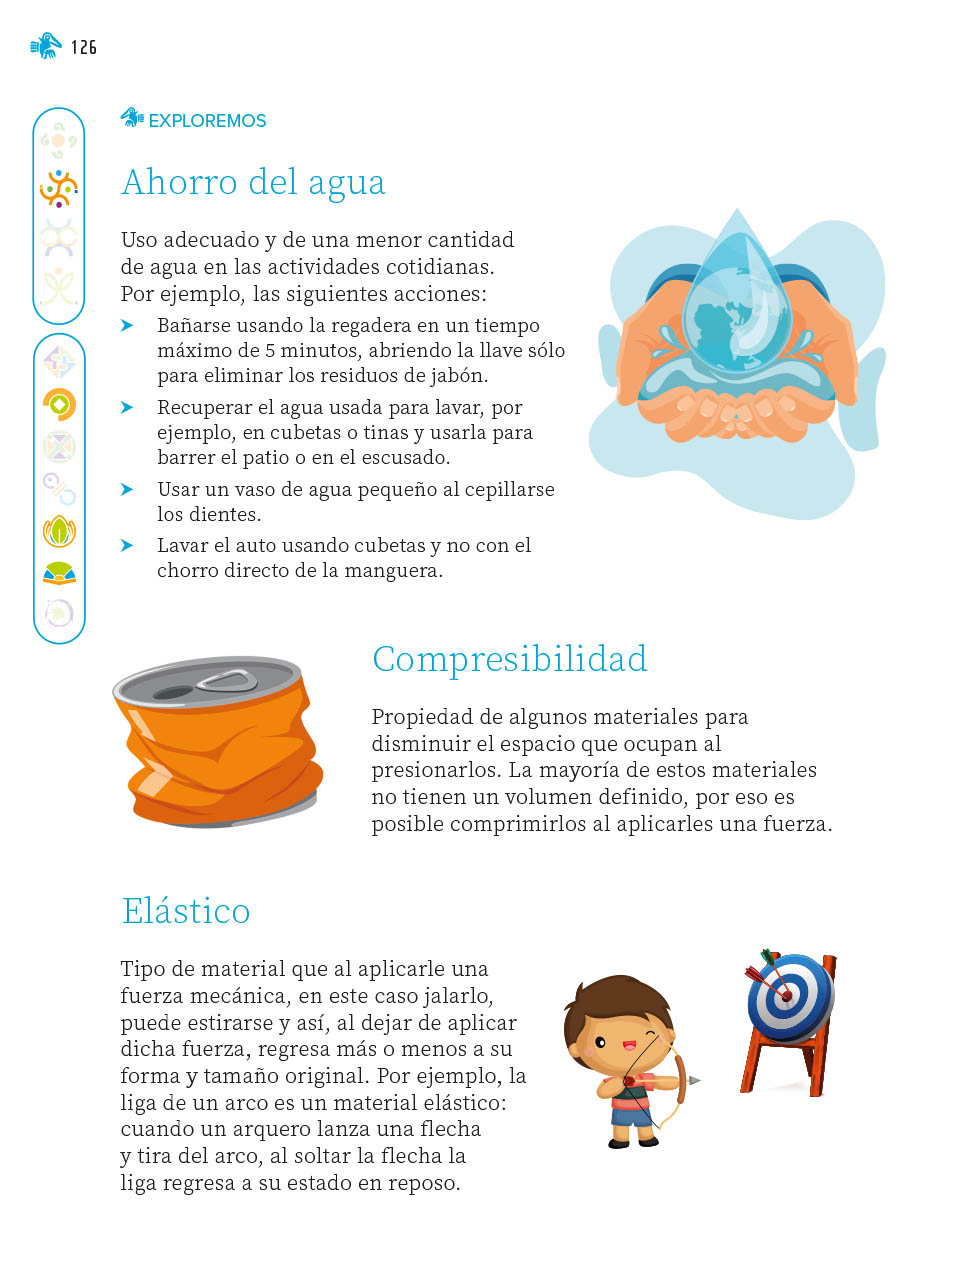 126
EXPLOREMOS
Ahorro del agua
Uso adecuado y de una menor cantidad
de agua en las actividades cotidianas.
Por ejemplo, las siguientes acciones:
Bañarse usando la regadera en un tiempo
máximo de 5 minutos, abriendo la llave sólo
para eliminar los residuos de jabón.
Recuperar el agua usada para lavar, por
ejemplo, en cubetas o tinas y usarla para
barrer el patio o en el escusado.
Usar un vaso de agua pequeño al cepillarse
los dientes.
Lavar el auto usando cubetas y no con el
chorro directo de la manguera.
Compresibilidad
Propiedad de algunos materiales para
disminuir el espacio que ocupan al
presionarlos. La mayoría de estos materiales
no tienen un volumen definido, por eso es
posible comprimirlos al aplicarles una fuerza.
Elástico
Tipo de material que al aplicarle una
fuerza mecánica, en este caso jalarlo,
puede estirarse y así, al dejar de aplicar
dicha fuerza, regresa más o menos a su
forma y tamaño original. Por ejemplo, la
liga de un arco es un material elástico:
cuando un arquero lanza una flecha
y tira del arco, al soltar la flecha la
liga regresa a su estado en reposo.